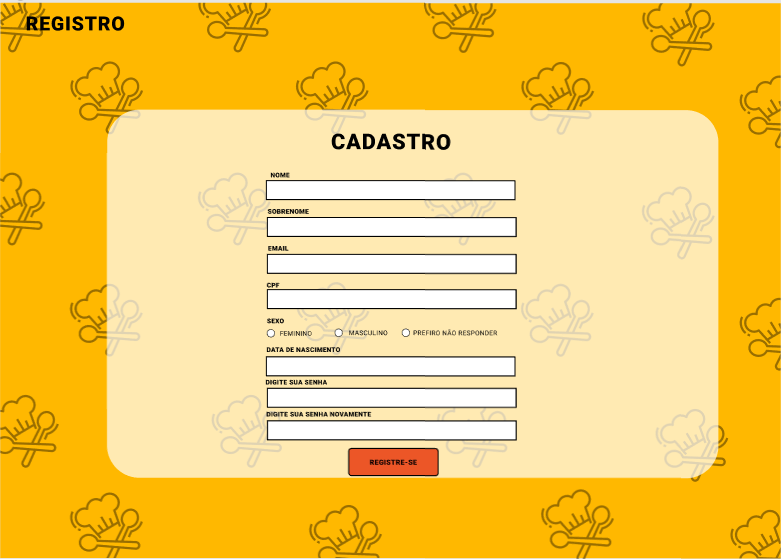 REGISTRO
CADASTRO
NOME
SOBRENOME
EMAIL
CPF
SEXO
FEMININO MASCULINO PREFIRO NÃO RESPONDER
DATA DE NASCIMENTO
DIGITE SUA SENHA
DIGITE SUA SENHA NOVAMENTE
REGISTRE-SE